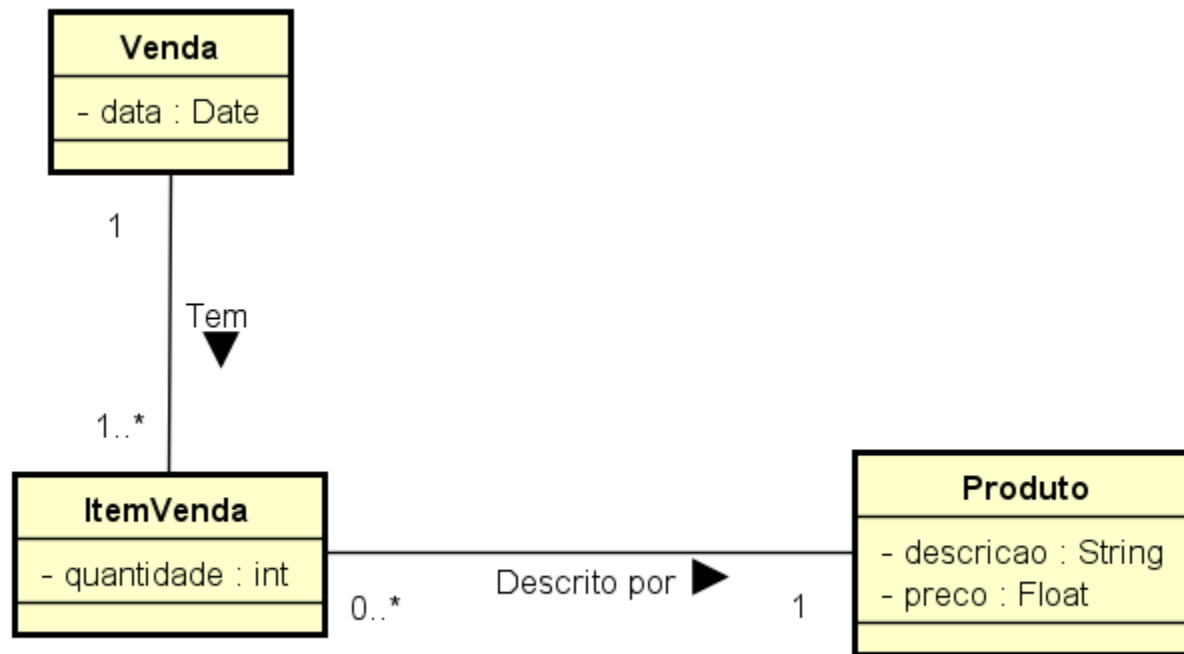 Venda
- data : Date
1
Tem
1..*
ItemVenda
- quantidade : int
0..*
Descrito por
1
Produto
- descricao : String
- preco : Float